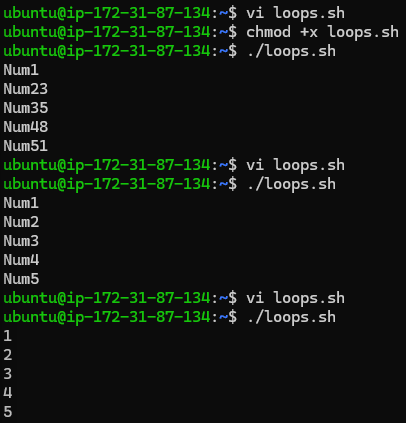 ubuntu@ip-172-31-87-134:~$ vi loops.sh
ubuntu@ip-172-31-87-134:~$ chmod +x loops.sh
ubuntu@ip-172-31-87-134:~$ ./loops.sh
Num1
Num23
Num35
Num48
Num51
ubuntu@ip-172-31-87-134:~$ vi loops.sh
ubuntu@ip-172-31-87-134:~$ ./loops.sh
Num1
Num2
Num3
Num4
Num5
ubuntu@ip-172-31-87-134:~$ vi loops.sh
ubuntu@ip-172-31-87-134:~$ ./loops.sh
1
2
3
4
5